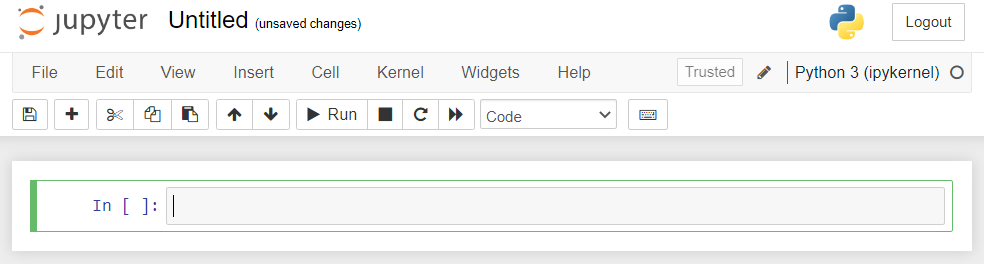 jupyter Untitled (unsaved changes) Logout
File Edit View Insert Cell Kernel Widgets Help Trusted Python 3 (ipykernel)
Run Code
In [ ]: